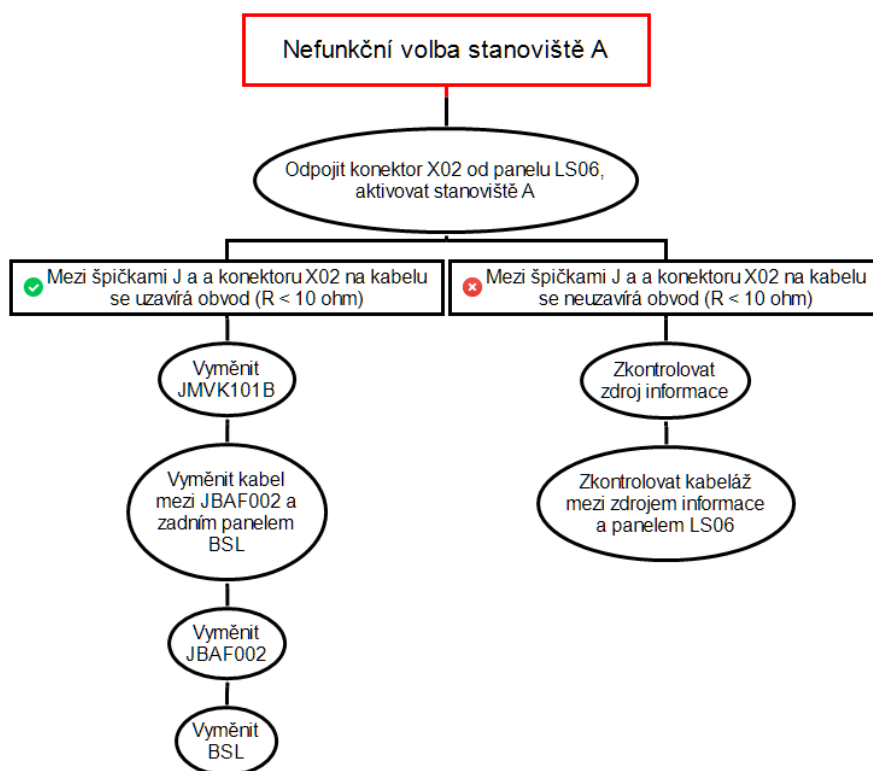 Nefunkční volba stanoviště A
Odpojit konektor X02 od panelu LS06,
aktivovat stanoviště A
Mezi špičkami J a a konektoru X02 na kabelu
se uzavírá obvod (R < 10 ohm)
Mezi špičkami J a a konektoru X02 na kabelu
se neuzavírá obvod (R < 10 ohm)
Vyměnit
JMVK101B
Zkontrolovat
zdroj informace
Vyměnit kabel
mezi JBAF002 a
zadním panelem
BSL
Zkontrolovat kabeláž
mezi zdrojem informace
a panelem LS06
Vyměnit
JBAF002
Vyměnit
BSL